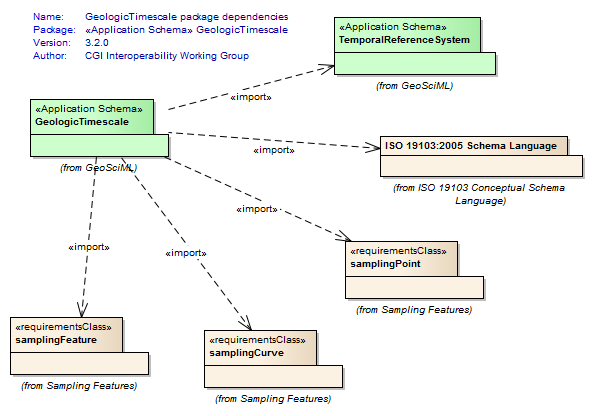 Name: GeologicTimescale package dependencies
Package: «Application Schema» GeologicTimescale
Version: 3.2.0
Author: CGI Interoperability Working Group
«Application Schema»
TemporalReferenceSystem
(from GeoSciML)
«import»
«Application Schema»
GeologicTimescale
(from GeoSciML)
«import»
ISO 19103:2005 Schema Language
(from ISO 19103 Conceptual Schema
Language)
«import»
«import»
«import»
«requirementsClass»
samplingPoint
(from Sampling Features)
«requirementsClass»
samplingFeature
(from Sampling Features)
«requirementsClass»
samplingCurve
(from Sampling Features)